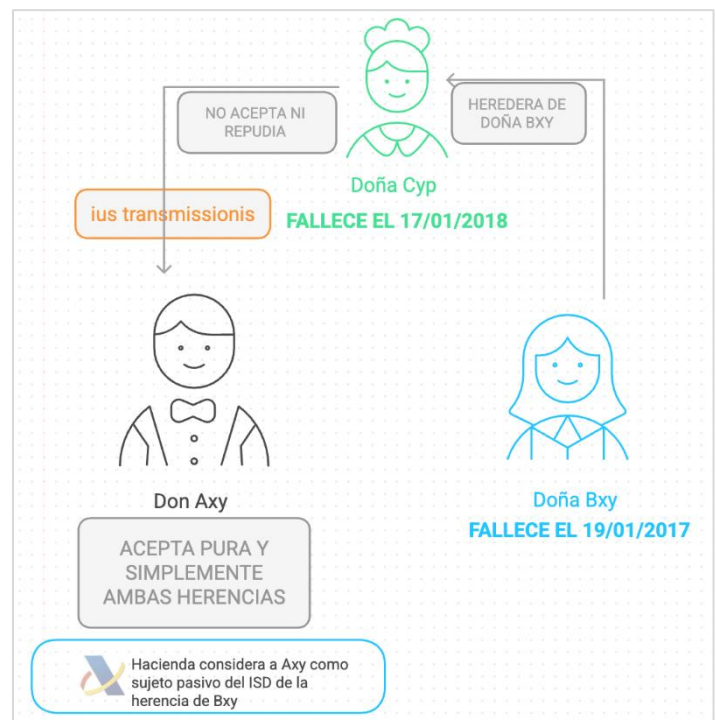 NO ACEPTA NI
REPUDIA
HEREDERA DE
DOÑA BXY
Doña Cyp
FALLECE EL 17/01/2018
ius transmissionis
Don Axy
ACEPTA PURA Y
SIMPLEMENTE
AMBAS HERENCIAS
Doña Bxy
FALLECE EL 19/01/2017
Hacienda considera a Axy como
sujeto pasivo del ISD de la
herencia de Bxy